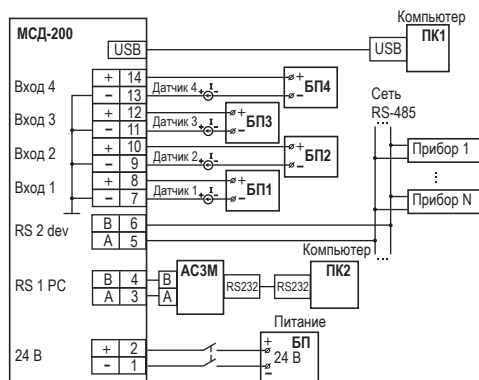 Компьютер
МСД-200
ПК1
USB
USB
Вход 4
+ 14
– 13
Датчик 4 + I –
+
– БП4
Вход 3
+ 12
– 11
Датчик 3 + I –
+
– БП3
Сеть
RS-485
Вход 2
+ 10
– 9
Датчик 2 + I –
+
– БП2
Прибор 1
Вход 1
+ 8
– 7
Датчик 1 + I –
+
– БП1
Прибор N
RS 2 dev
B 6
A 5
Компьютер
RS 1 PC
B 4
A 3
B
A
АС3М
RS232
RS232
ПК2
Питание
24 В
+ 2
– 1
+
–
БП
24 В